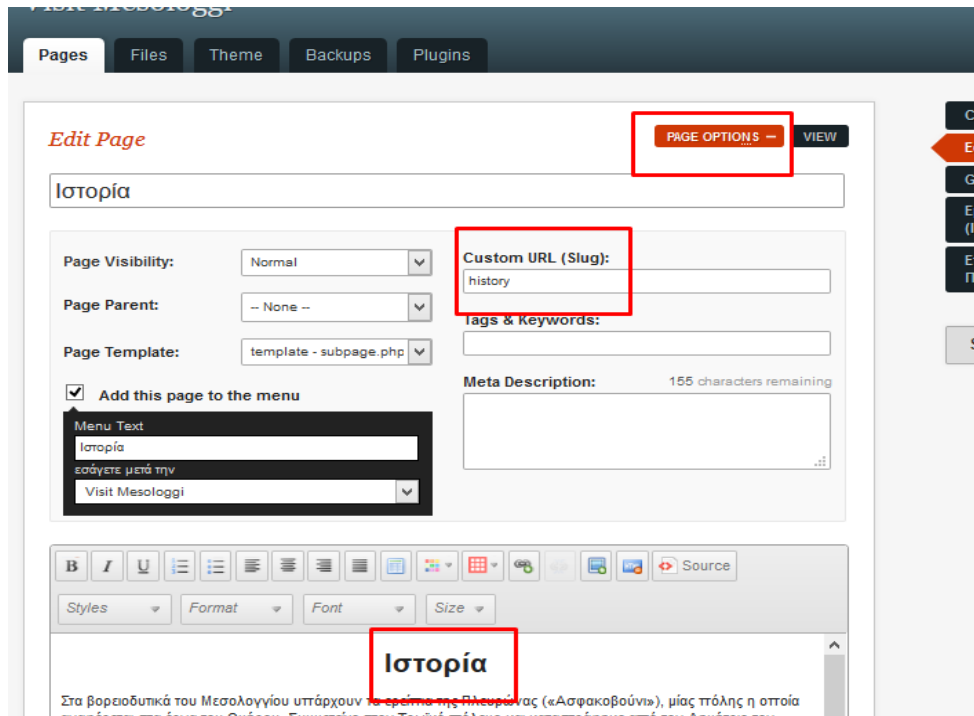 Visit Mesologgi
Pages Files Theme Backups Plugins
Edit Page
PAGE OPTIONS − VIEW
Ιστορία
Page Visibility: Normal
Page Parent: -- None --
Page Template: template - subpage.php
Add this page to the menu
Menu Text
Ιστορία
εσάγετε μετά την
Visit Mesologgi
Custom URL (Slug):
history
Tags & Keywords:
Meta Description: 155 characters remaining
B I U Source
Styles Format Font Size
Ιστορία
Στα βορειοδυτικά του Μεσολογγίου υπάρχουν τα ερείπια της Πλευρώνας («Ασφακοβούνι»), μίας πόλης η οποία